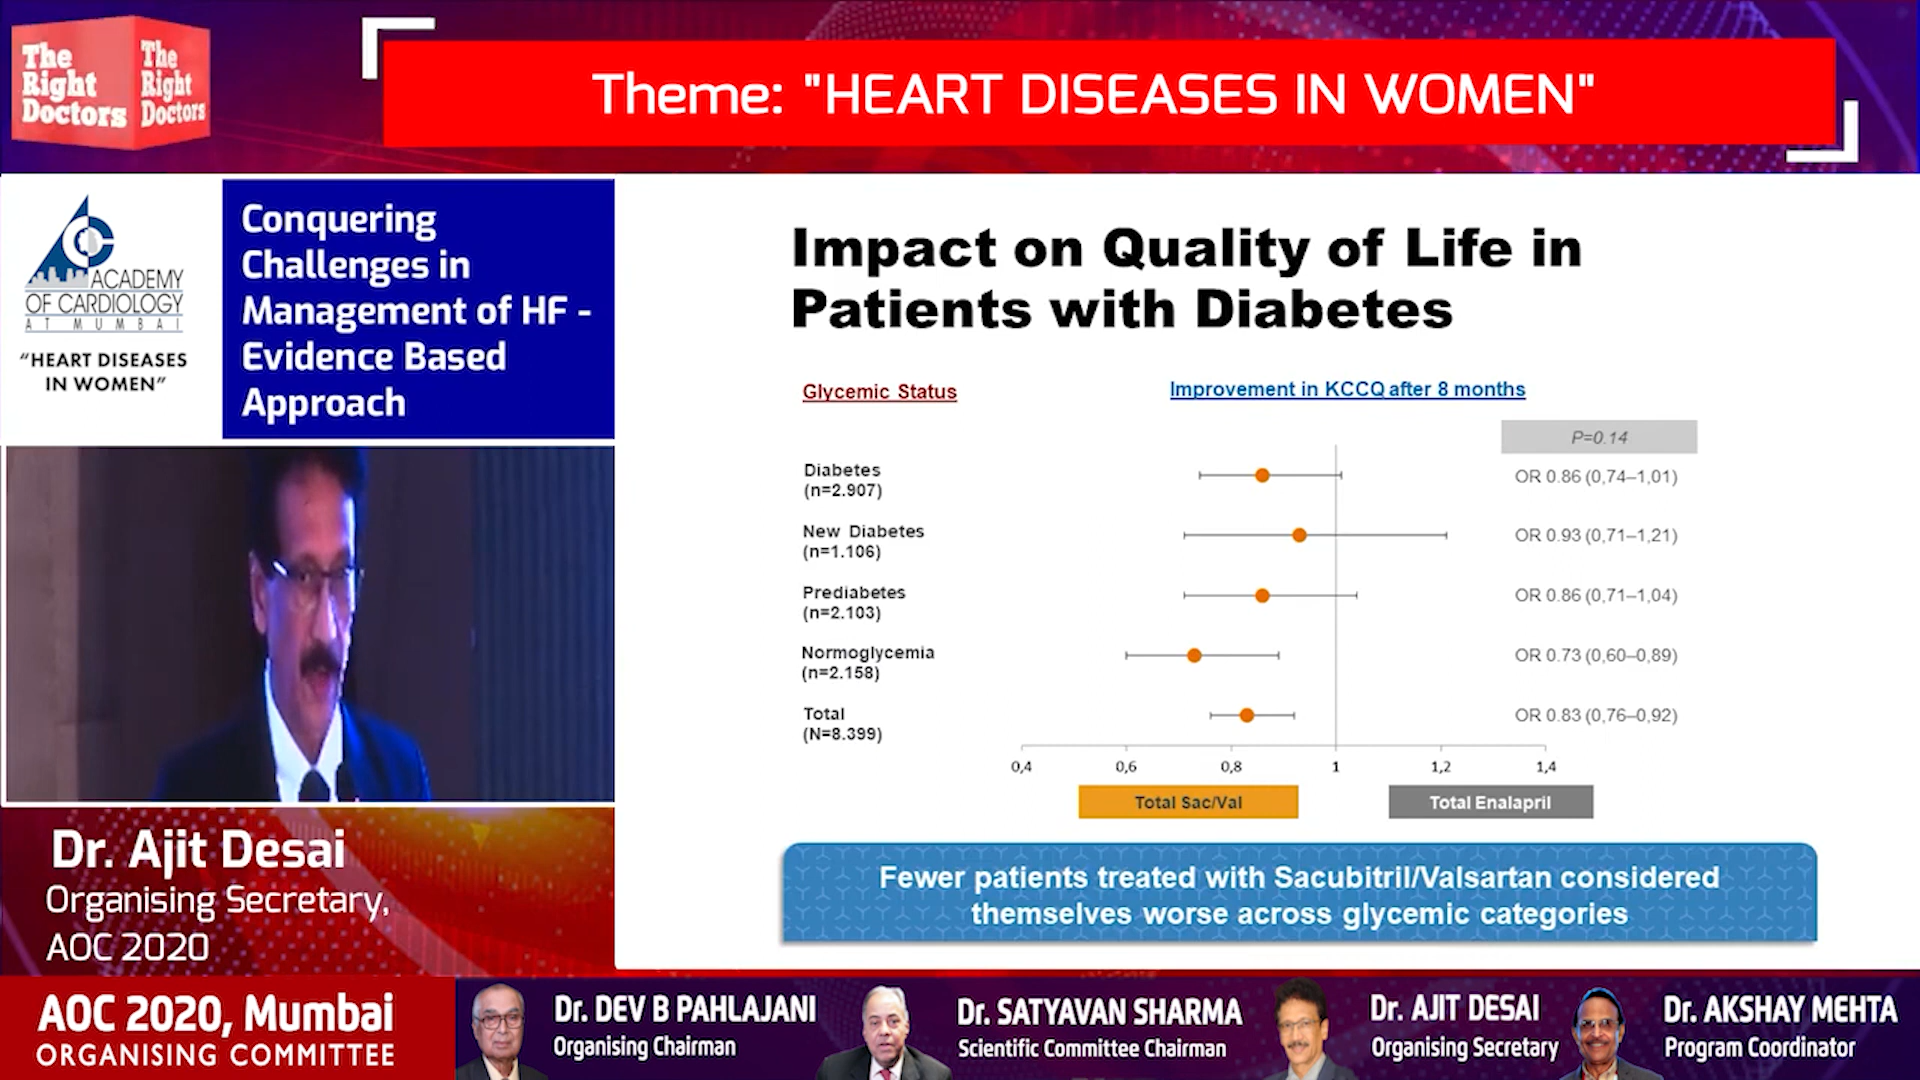 The
Right
Doctors
The
Right
Doctors
Theme: "HEART DISEASES IN WOMEN"
ACADEMY
OF CARDIOLOGY
AT MUMBAI
“HEART DISEASES
IN WOMEN”
Conquering
Challenges in
Management of HF -
Evidence Based
Approach
Impact on Quality of Life in
Patients with Diabetes
Glycemic Status
Improvement in KCCQ after 8 months
P=0.14
Diabetes
(n=2.907)
OR 0.86 (0,74–1,01)
New Diabetes
(n=1.106)
OR 0.93 (0,71–1,21)
Prediabetes
(n=2.103)
OR 0.86 (0,71–1,04)
Normoglycemia
(n=2.158)
OR 0.73 (0,60–0,89)
Total
(N=8.399)
OR 0.83 (0,76–0,92)
0,4 0,6 0,8 1 1,2 1,4
Total Sac/Val
Total Enalapril
Fewer patients treated with Sacubitril/Valsartan considered
themselves worse across glycemic categories
Dr. Ajit Desai
Organising Secretary,
AOC 2020
AOC 2020, Mumbai
ORGANISING COMMITTEE
Dr. DEV B PAHLAJANI
Organising Chairman
Dr. SATYAVAN SHARMA
Scientific Committee Chairman
Dr. AJIT DESAI
Organising Secretary
Dr. AKSHAY MEHTA
Program Coordinator